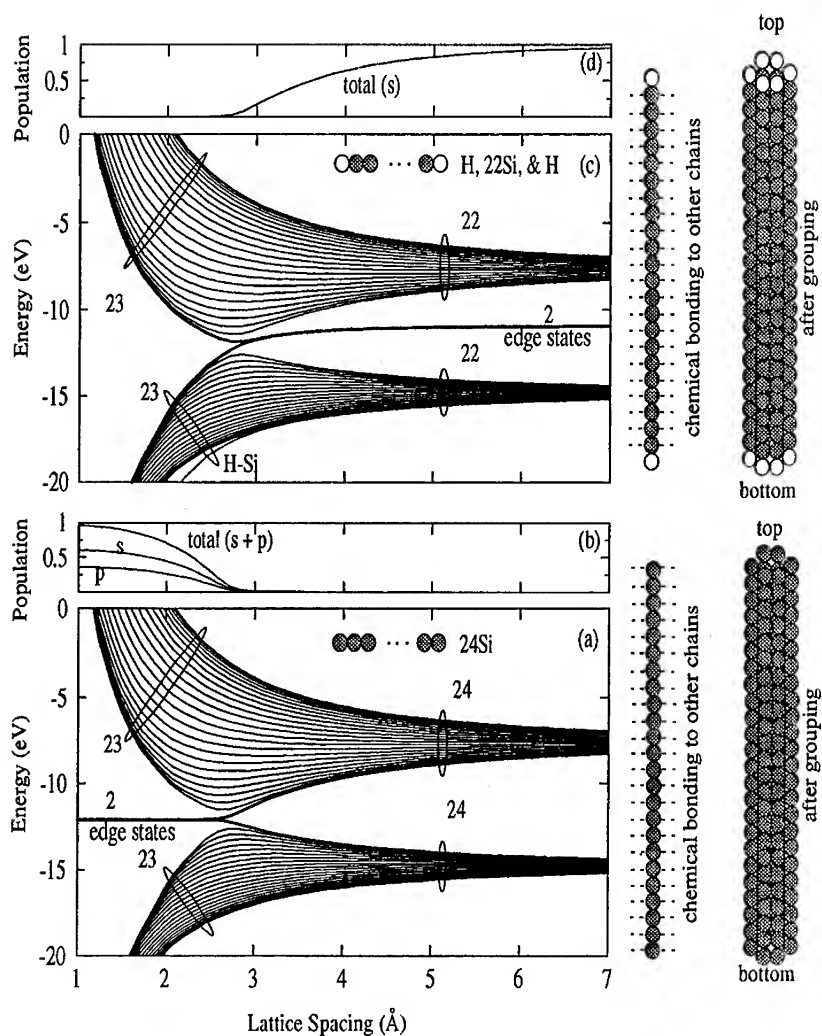 top
1
0.5
Population
total (s)
(d)
0
-5
-10
-15
-20
Energy (eV)
H, 22Si, & H
(c)
22
23
2
edge states
22
23
H-Si
chemical bonding to other chains
after grouping
bottom
top
1
0.5
0
Population
total (s + p)
s
p
(b)
-5
-10
-15
-20
Energy (eV)
24Si
(a)
24
23
2
edge states
24
23
1 2 3 4 5 6 7
Lattice Spacing (Å)
chemical bonding to other chains
after grouping
bottom